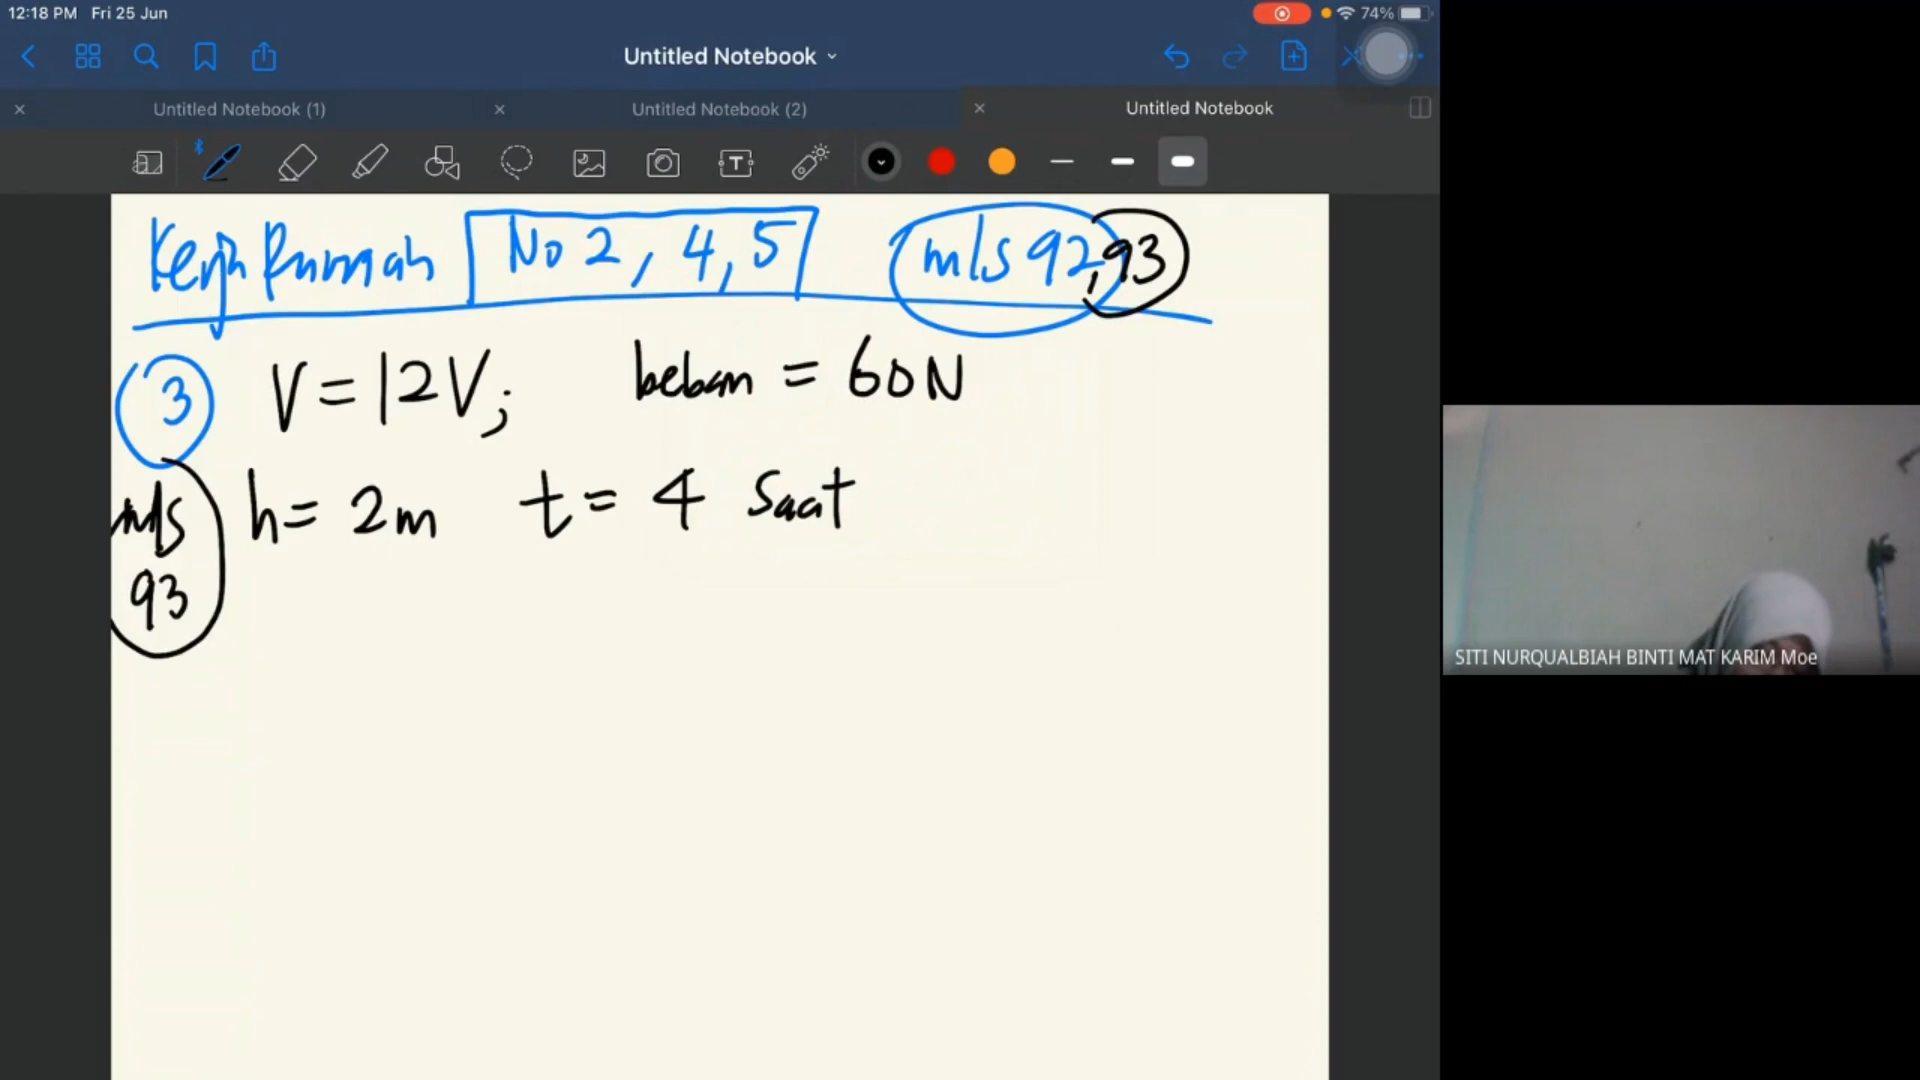 12:18 PM Fri 25 Jun
74%
Untitled Notebook
Untitled Notebook (1)
Untitled Notebook (2)
Untitled Notebook
Kerja Rumah No 2, 4, 5 m/s 92, 93
3 V = 12V; beban = 60N
m/s 93
h = 2m t = 4 saat
SITI NURQUALBIAH BINTI MAT KARIM Moe